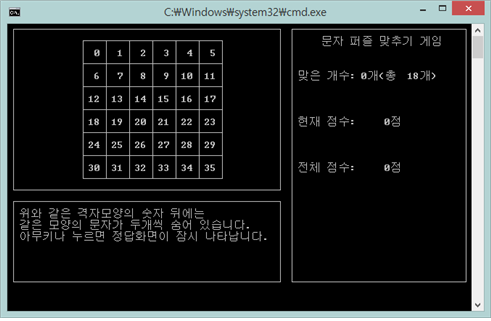 C:₩Windows₩system32₩cmd.exe
0 1 2 3 4 5
6 7 8 9 10 11
12 13 14 15 16 17
18 19 20 21 22 23
24 25 26 27 28 29
30 31 32 33 34 35
위와 같은 격자모양의 숫자 뒤에는
같은 모양의 문자가 두개씩 숨어 있습니다.
아무키나 누르면 정답화면이 잠시 나타납니다.
문자 퍼즐 맞추기 게임
맞은 개수: 0개<총 18개>
현재 점수: 0점
전체 점수: 0점